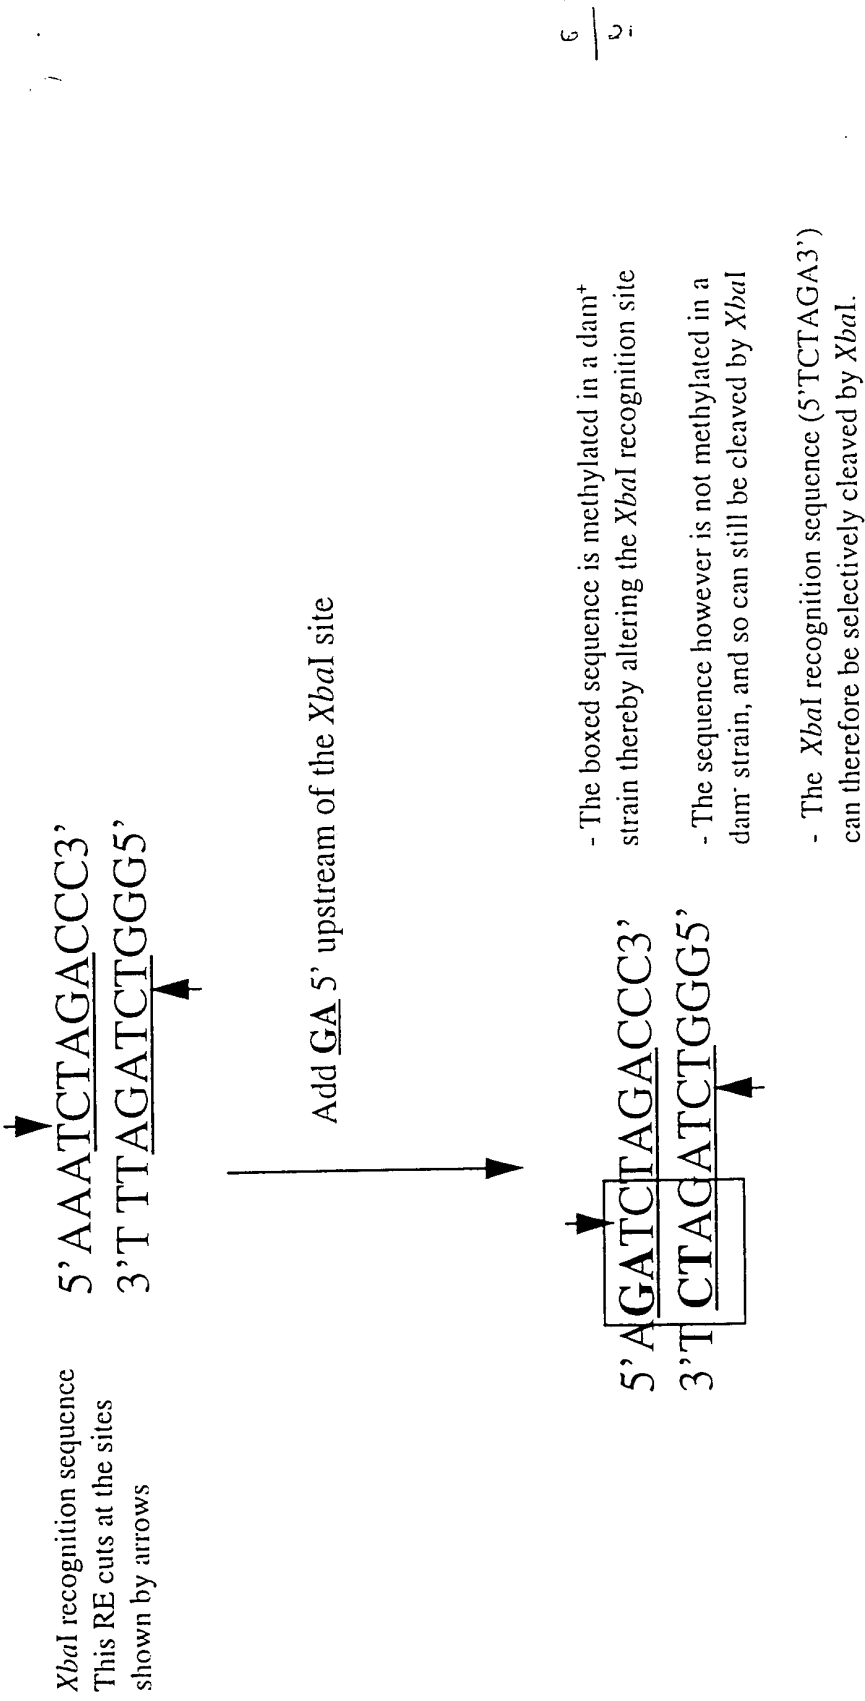 XbaI recognition sequence
This RE cuts at the sites
shown by arrows
5’AAATCTAGACCC3’
3’T TTAGATCTGGG5’
Add GA 5’ upstream of the XbaI site
5’ AGATCTAGACCC3’
3’T CTAGATCTGGG5’
- The boxed sequence is methylated in a dam⁺
strain thereby altering the XbaI recognition site
- The sequence however is not methylated in a
dam⁻ strain, and so can still be cleaved by XbaI
- The XbaI recognition sequence (5’TCTAGA3’)
can therefore be selectively cleaved by XbaI.